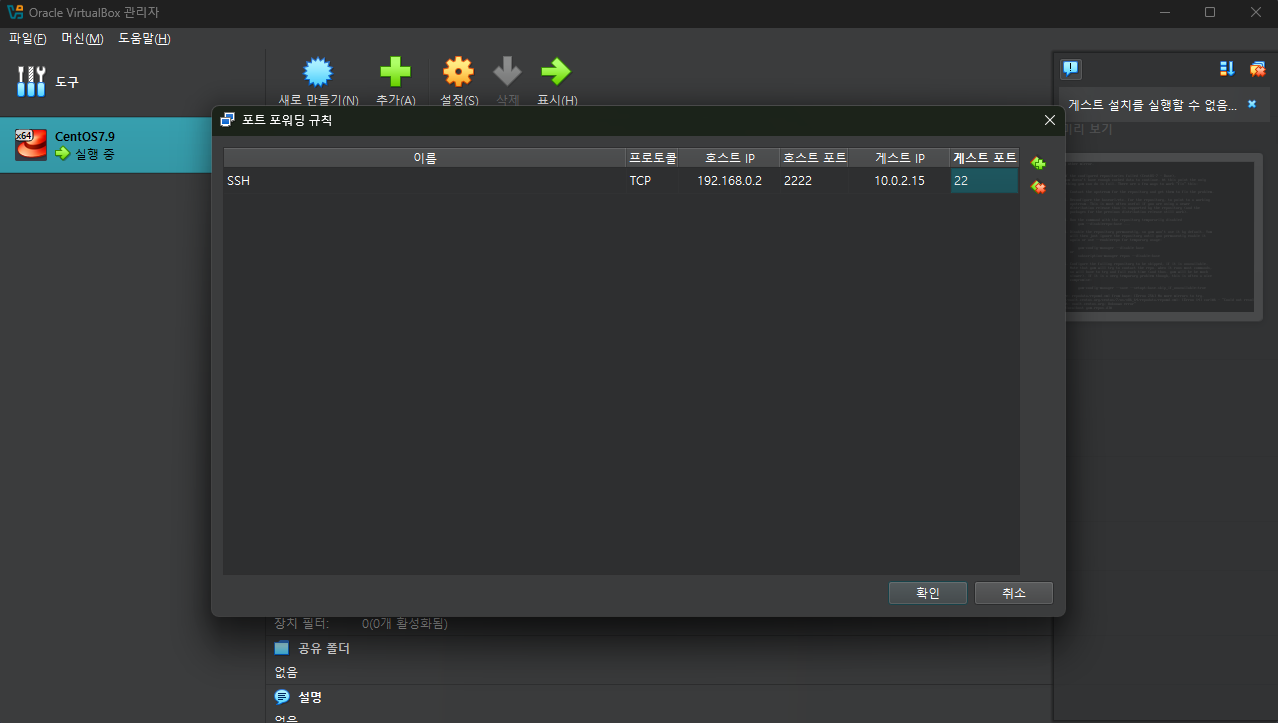 Oracle VirtualBox 관리자
파일(F) 머신(M) 도움말(H)
도구
새로 만들기(N) 추가(A) 설정(S) 삭제 표시(H)
x64
CentOS7.9
실행 중
게스트 설치를 실행할 수 없음...
미리 보기
포트 포워딩 규칙
이름 프로토콜 호스트 IP 호스트 포트 게스트 IP 게스트 포트
SSH TCP 192.168.0.2 2222 10.0.2.15 22
확인 취소
장치 필터: 0(0개 활성화됨)
공유 폴더
없음
설명
없음